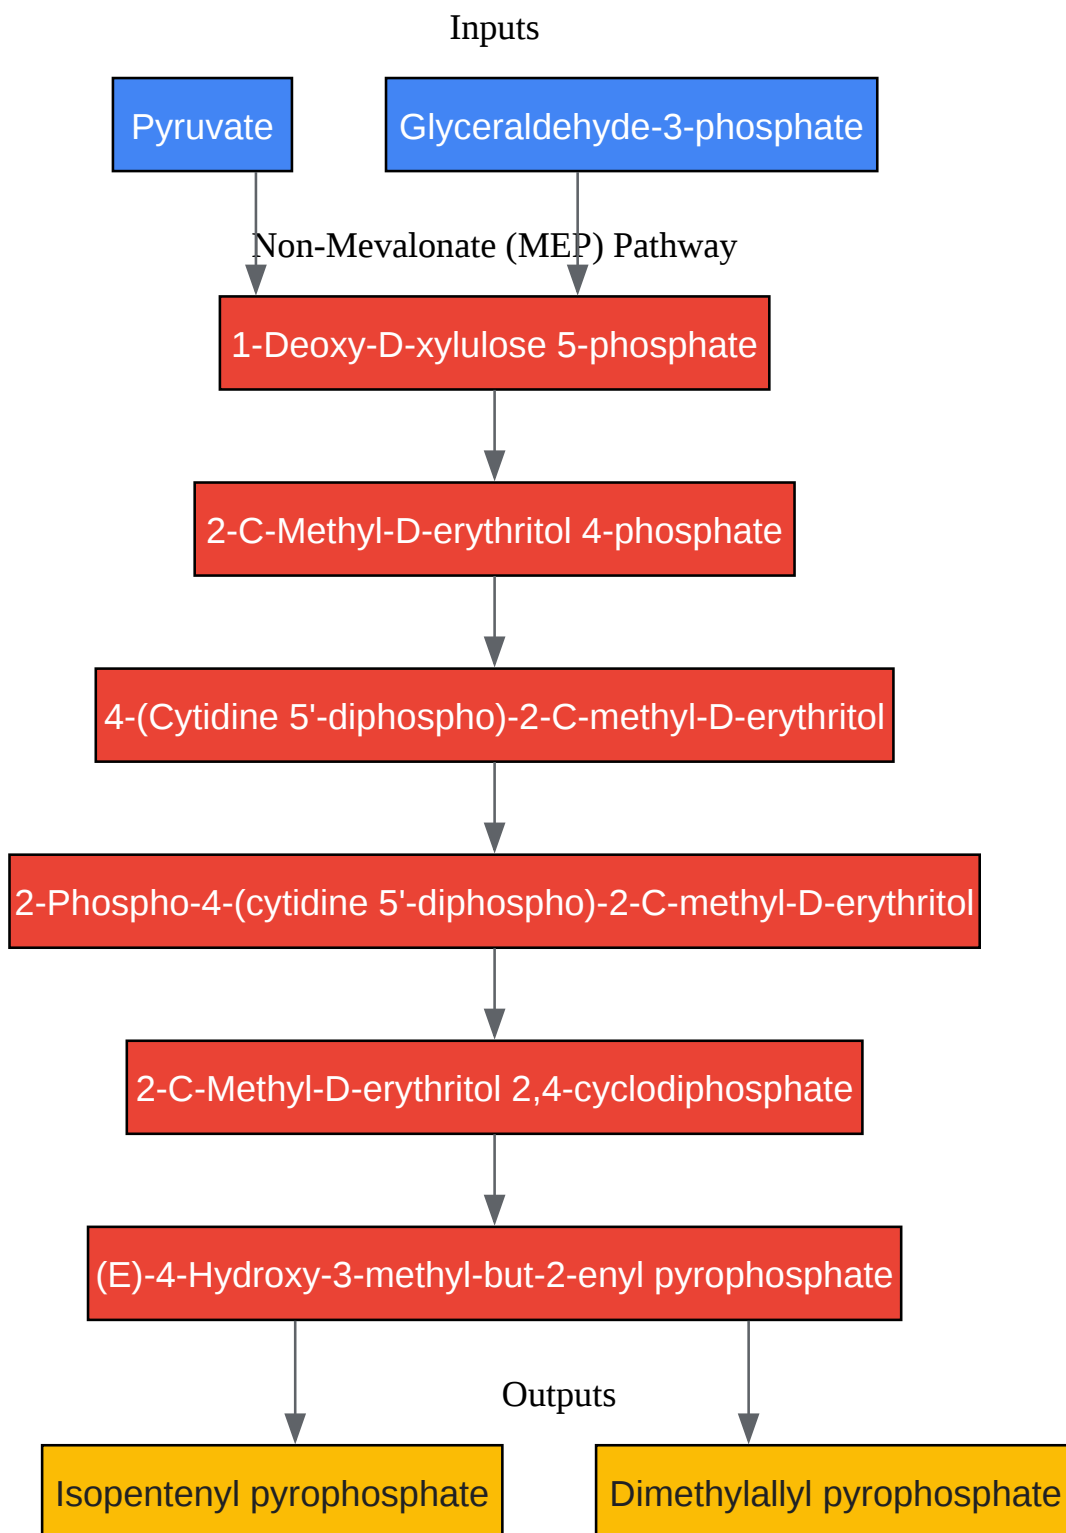 Inputs
Pyruvate
Glyceraldehyde-3-phosphate
Non-Mevalonate (MEP) Pathway
1-Deoxy-D-xylulose 5-phosphate
2-C-Methyl-D-erythritol 4-phosphate
4-(Cytidine 5'-diphospho)-2-C-methyl-D-erythritol
2-Phospho-4-(cytidine 5'-diphospho)-2-C-methyl-D-erythritol
2-C-Methyl-D-erythritol 2,4-cyclodiphosphate
(E)-4-Hydroxy-3-methyl-but-2-enyl pyrophosphate
Outputs
Isopentenyl pyrophosphate
Dimethylallyl pyrophosphate